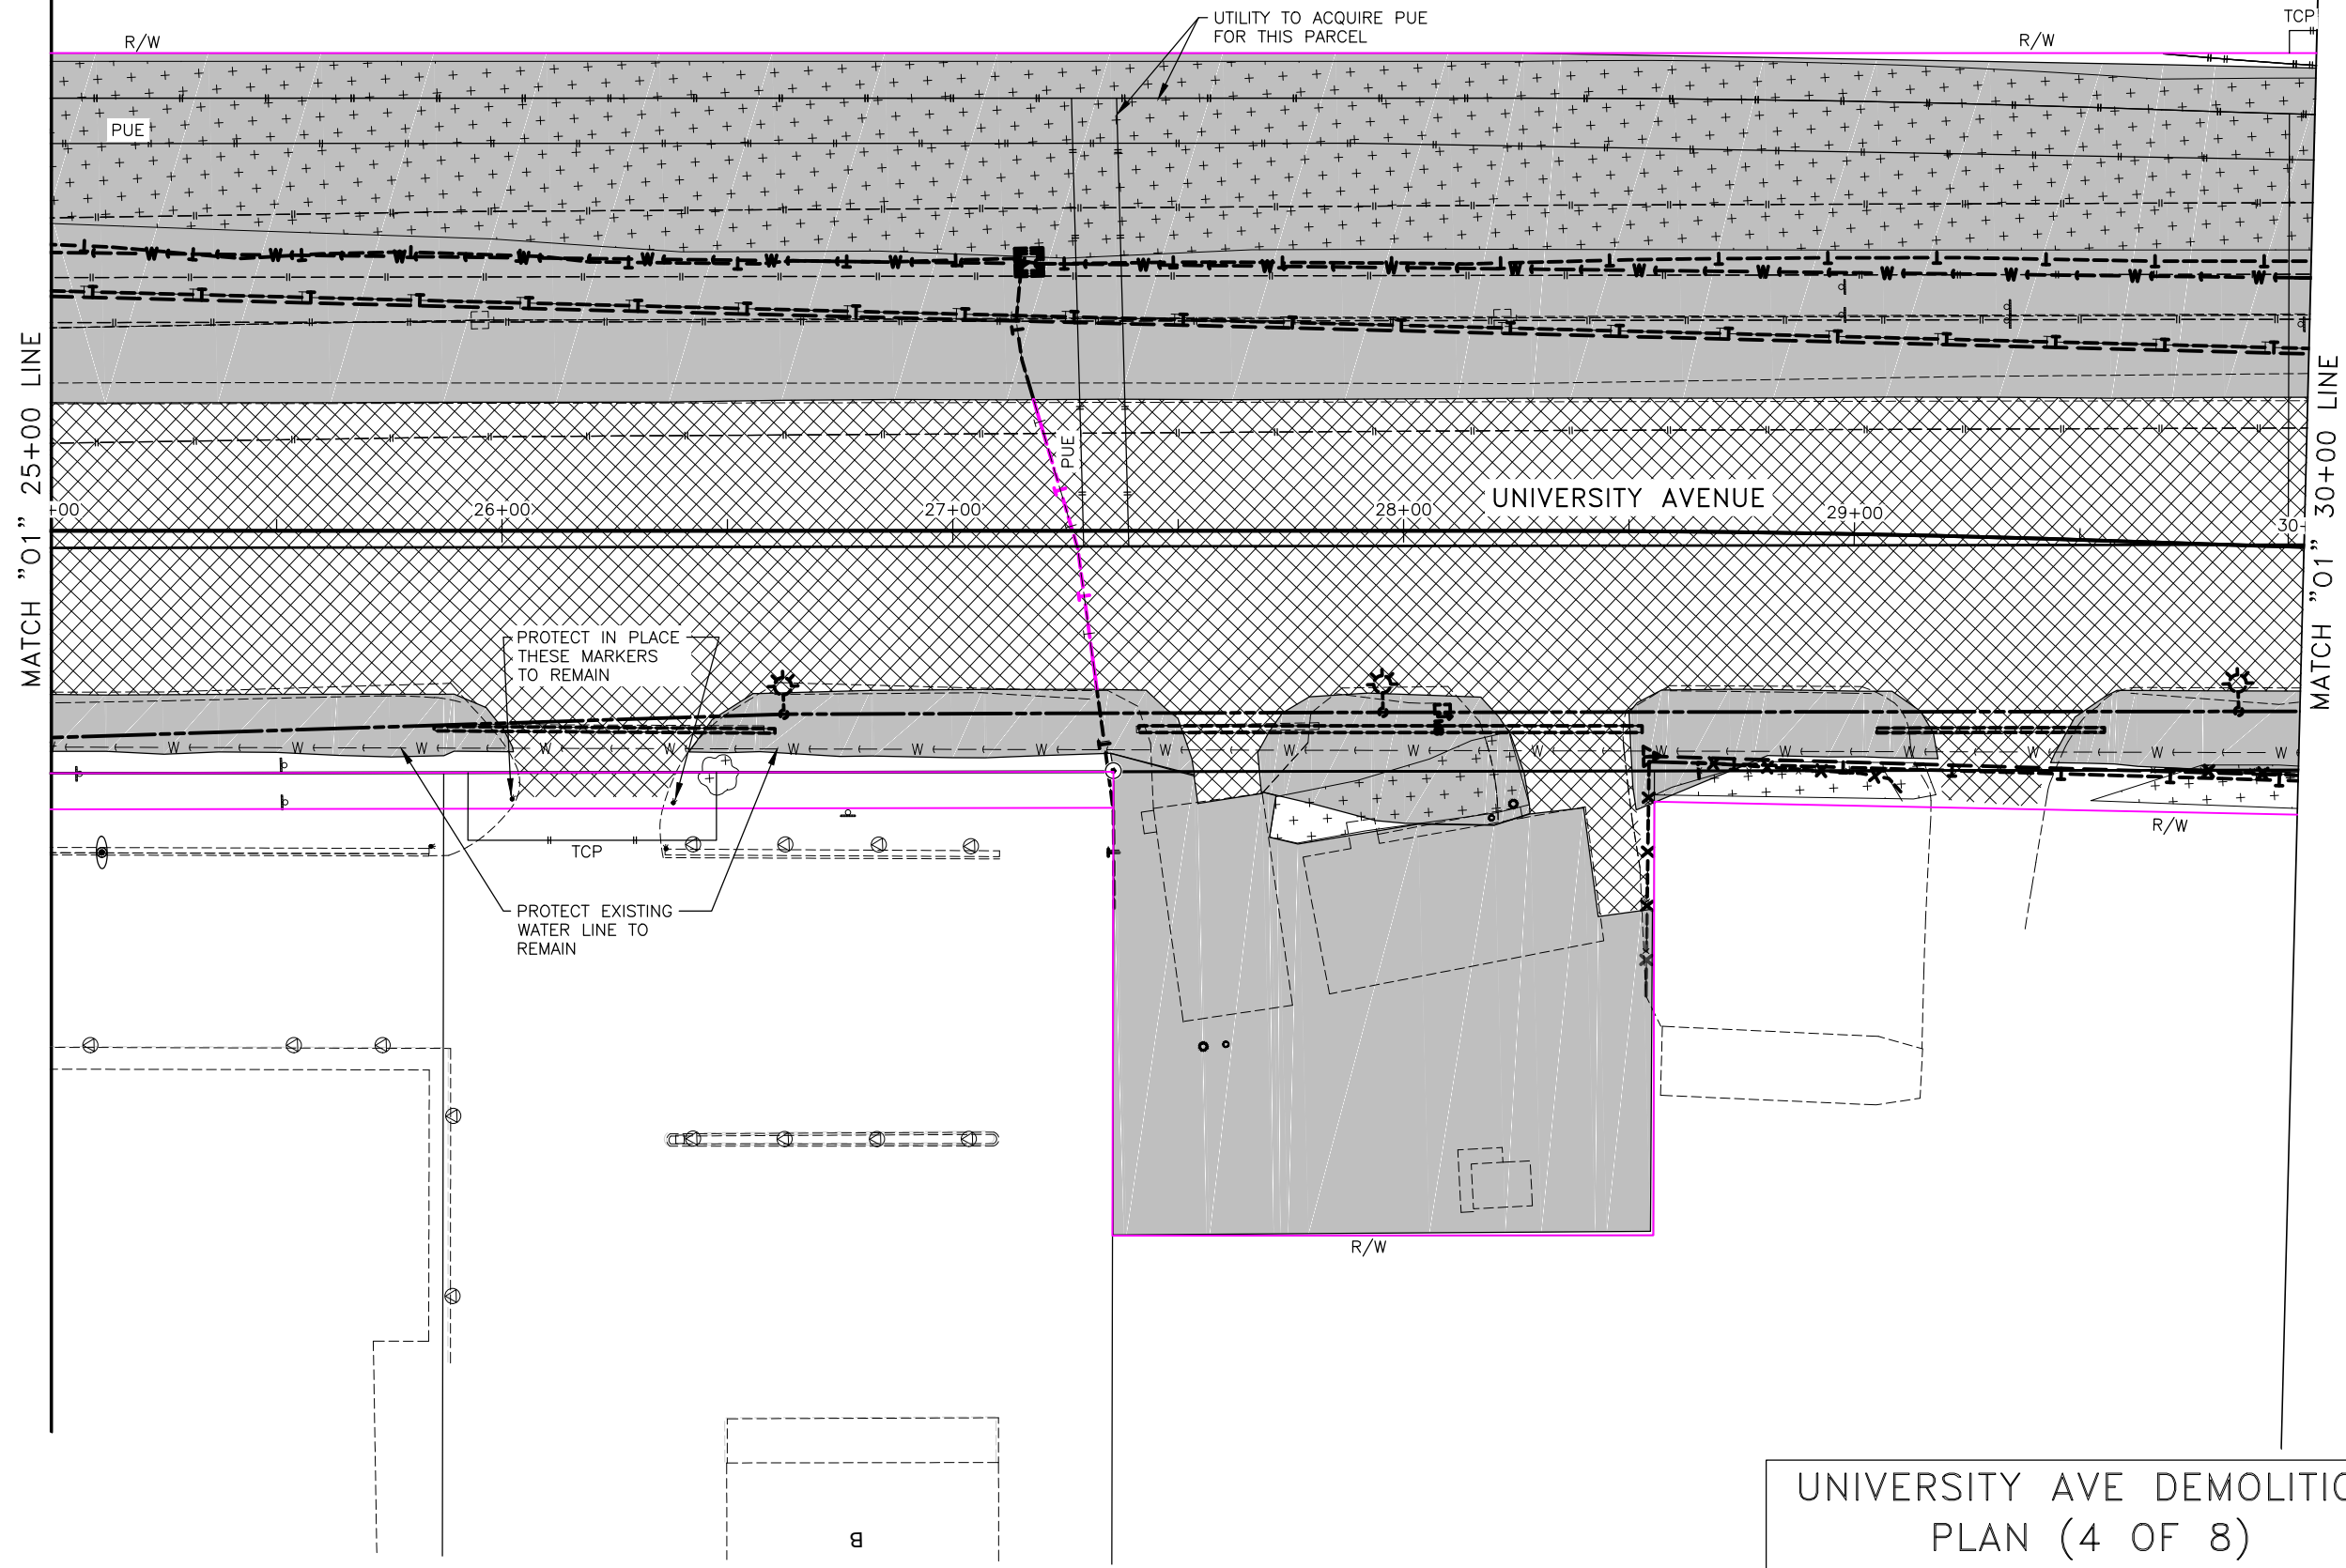 UTILITY TO ACQUIRE PUE
FOR THIS PARCEL
TCP
R/W
R/W
PUE
MATCH "01" 25+00 LINE
MATCH "01" 30+00 LINE
PUE
UNIVERSITY AVENUE
+00
26+00
27+00
28+00
29+00
30+
PROTECT IN PLACE
THESE MARKERS
TO REMAIN
W W W W W W W W W W W W W W W W W W
W W W W W W W W W W W W W W W W W W
R/W
TCP
PROTECT EXISTING
WATER LINE TO
REMAIN
R/W
B
UNIVERSITY AVE DEMOLITIO
PLAN (4 OF 8)